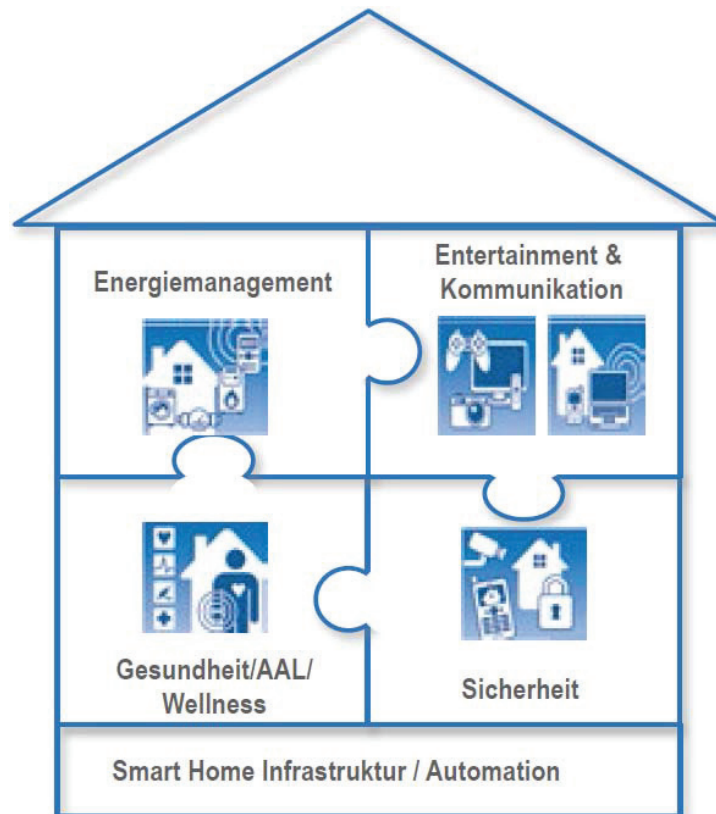 Energiemanagement
Entertainment &
Kommunikation
Gesundheit/AAL/
Wellness
Sicherheit
Smart Home Infrastruktur / Automation